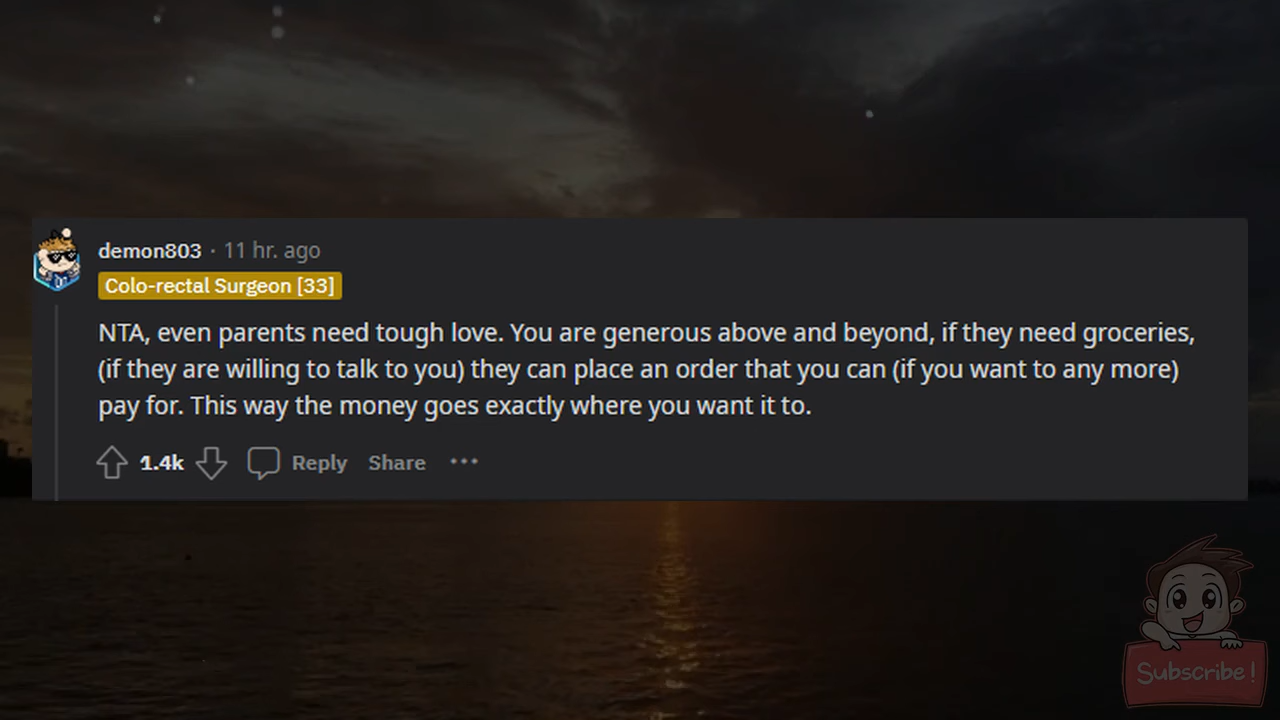 demon803 · 11 hr. ago
Colo-rectal Surgeon [33]
NTA, even parents need tough love. You are generous above and beyond, if they need groceries,
(if they are willing to talk to you) they can place an order that you can (if you want to any more)
pay for. This way the money goes exactly where you want it to.
1.4k Reply Share ···
Subscribe!